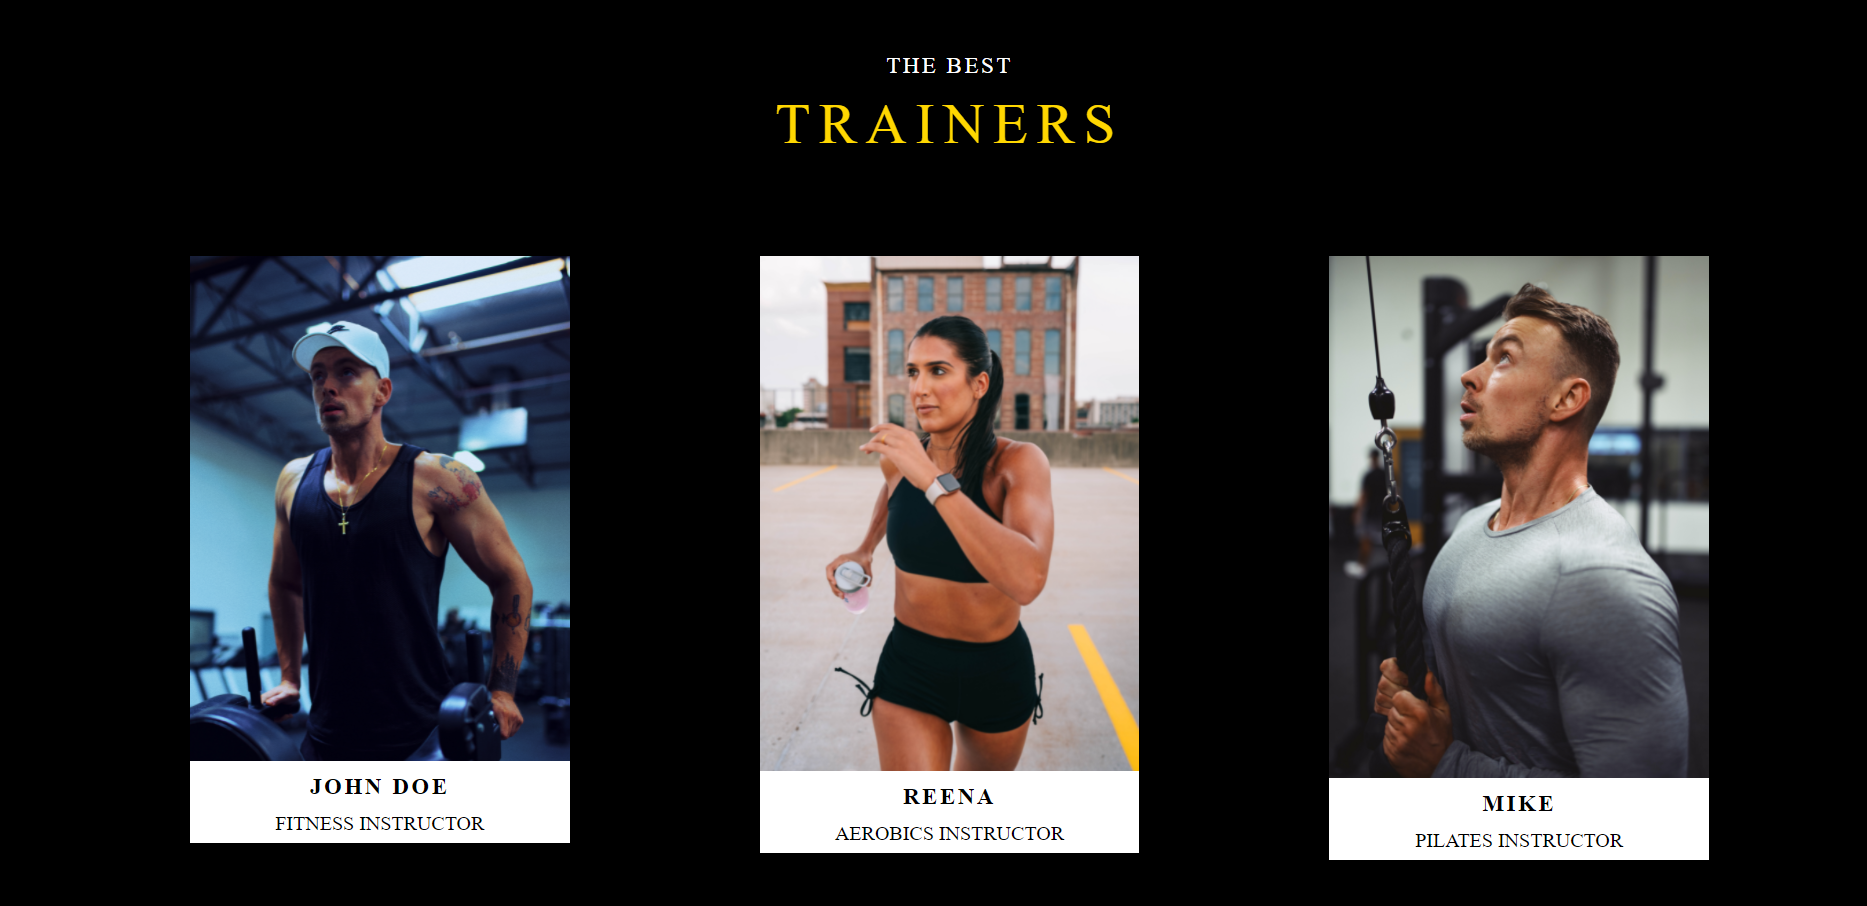 THE BEST
TRAINERS
JOHN DOE
FITNESS INSTRUCTOR
REENA
AEROBICS INSTRUCTOR
MIKE
PILATES INSTRUCTOR